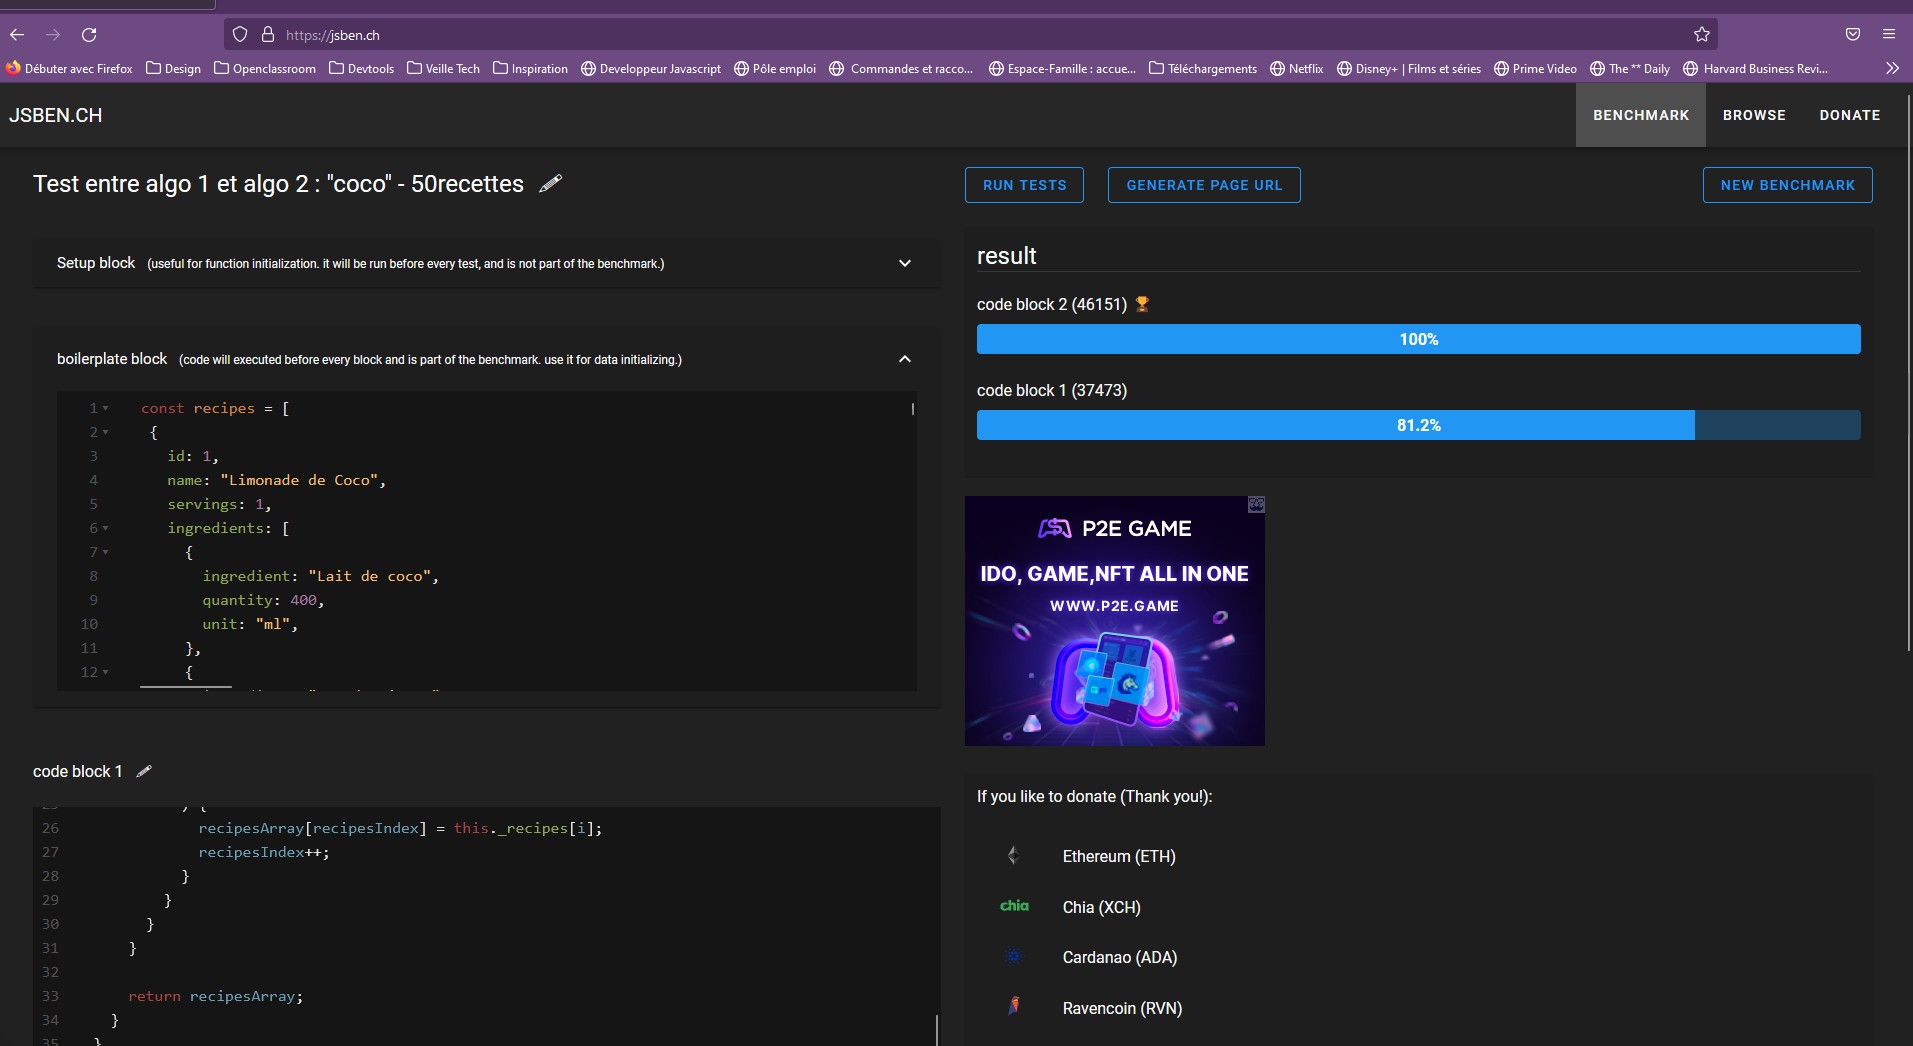 https://jsben.ch
Débuter avec Firefox Design Openclassroom Devtools Veille Tech Inspiration Developpeur Javascript Pôle emploi Commandes et racco... Espace-Famille : accue... Téléchargements Netflix Disney+ | Films et séries Prime Video The ** Daily Harvard Business Revi...
JSBEN.CH BENCHMARK BROWSE DONATE
Test entre algo 1 et algo 2 : "coco" - 50recettes
Setup block (useful for function initialization. it will be run before every test, and is not part of the benchmark.)
boilerplate block (code will executed before every block and is part of the benchmark. use it for data initializing.)
1 const recipes = [
2 {
3 id: 1,
4 name: "Limonade de Coco",
5 servings: 1,
6 ingredients: [
7 {
8 ingredient: "Lait de coco",
9 quantity: 400,
10 unit: "ml",
11 },
12 {
code block 1
26 recipesArray[recipesIndex] = this._recipes[i];
27 recipesIndex++;
28 }
29 }
30 }
31 }
32
33 return recipesArray;
34 }
35 }
RUN TESTS GENERATE PAGE URL NEW BENCHMARK
result
code block 2 (46151)
100%
code block 1 (37473)
81.2%
P2E GAME
IDO, GAME,NFT ALL IN ONE
WWW.P2E.GAME
If you like to donate (Thank you!):
Ethereum (ETH)
chia Chia (XCH)
Cardanao (ADA)
Ravencoin (RVN)